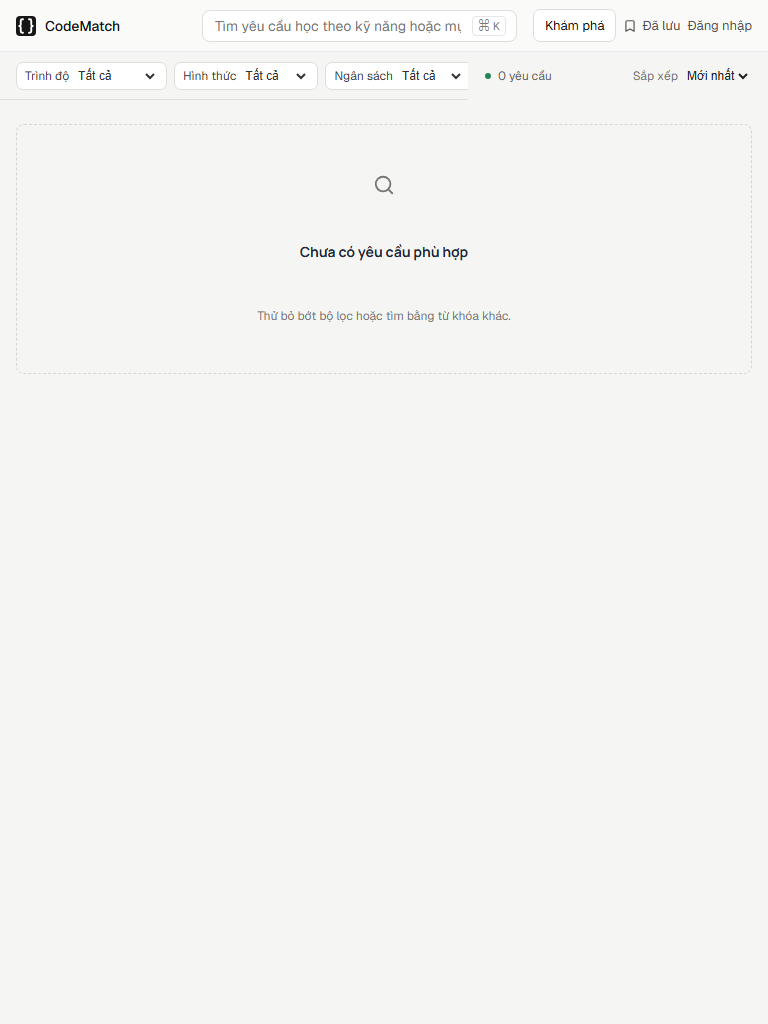 {} CodeMatch
Tìm yêu cầu học theo kỹ năng hoặc mụ
⌘ K
Khám phá
Đã lưu
Đăng nhập
Trình độ Tất cả
Hình thức Tất cả
Ngân sách Tất cả
0 yêu cầu
Sắp xếp Mới nhất
Chưa có yêu cầu phù hợp
Thử bỏ bớt bộ lọc hoặc tìm bằng từ khóa khác.